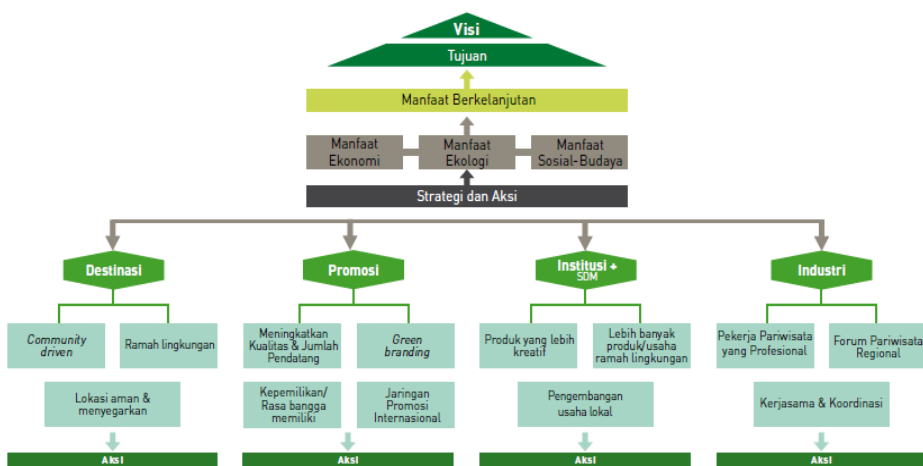 Visi
Tujuan
Manfaat Berkelanjutan
Manfaat
Ekonomi
Manfaat
Ekologi
Manfaat
Sosial-Budaya
Strategi dan Aksi
Destinasi
Promosi
Institusi +
SDM
Industri
Community
driven
Ramah lingkungan
Meningkatkan
Kualitas & Jumlah
Pendatang
Green
branding
Produk yang lebih
kreatif
Lebih banyak
produk/usaha
ramah lingkungan
Pekerja Pariwisata
yang Profesional
Forum Pariwisata
Regional
Lokasi aman &
menyegarkan
Kepemilikan/
Rasa bangga
memiliki
Jaringan
Promosi
Internasional
Pengembangan
usaha lokal
Kerjasama & Koordinasi
Aksi
Aksi
Aksi
Aksi